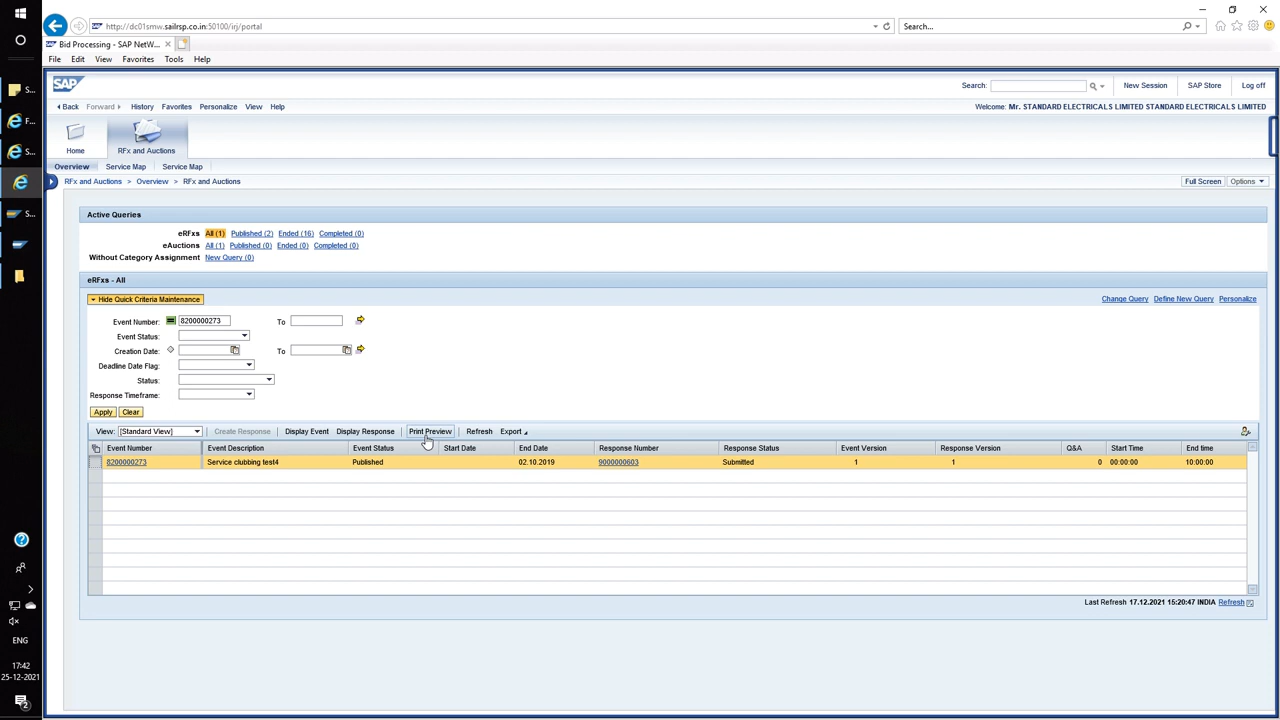 http://dc01smw.sailrsp.co.in:50100/irj/portal
Search...
Bid Processing - SAP NetW...
File Edit View Favorites Tools Help
SAP
Search:
New Session SAP Store Log off
Back Forward History Favorites Personalize View Help
Welcome: Mr. STANDARD ELECTRICALS LIMITED STANDARD ELECTRICALS LIMITED
Home RFx and Auctions
Overview Service Map Service Map
RFx and Auctions > Overview > RFx and Auctions
Full Screen Options
Active Queries
eRFxs All (1) Published (2) Ended (16) Completed (0)
eAuctions All (1) Published (0) Ended (0) Completed (0)
Without Category Assignment New Query (0)
eRFxs - All
Hide Quick Criteria Maintenance
Change Query Define New Query Personalize
Event Number: 8200000273 To
Event Status:
Creation Date: To
Deadline Date Flag:
Status:
Response Timeframe:
Apply Clear
View: [Standard View] Create Response Display Event Display Response Print Preview Refresh Export
Event Number Event Description Event Status Start Date End Date Response Number Response Status Event Version Response Version Q&A Start Time End time
8200000273 Service clubbing test4 Published 02.10.2019 9000000603 Submitted 1 1 0 00:00:00 10:00:00
Last Refresh 17.12.2021 15:20:47 INDIA Refresh
S...
F...
S...
S...
ENG
17:42
25-12-2021
2